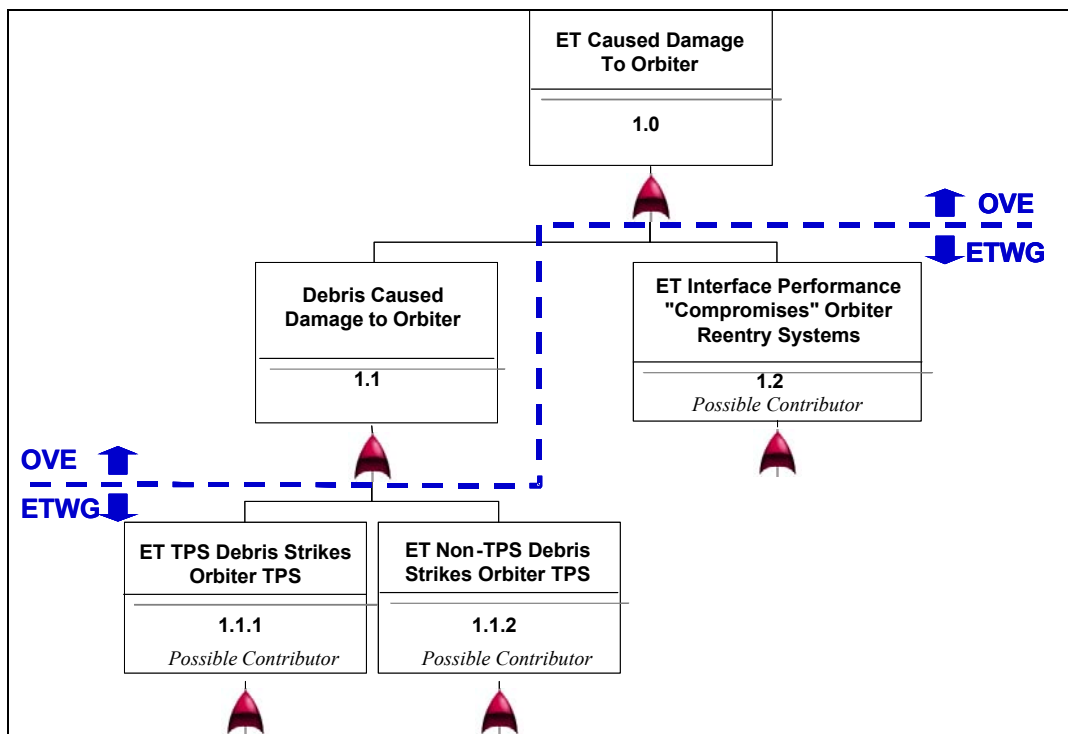 ET Caused Damage
To Orbiter
1.0
OVE
ETWG
Debris Caused
Damage to Orbiter
1.1
ET Interface Performance
"Compromises" Orbiter
Reentry Systems
1.2
Possible Contributor
OVE
ETWG
ET TPS Debris Strikes
Orbiter TPS
1.1.1
Possible Contributor
ET Non-TPS Debris
Strikes Orbiter TPS
1.1.2
Possible Contributor